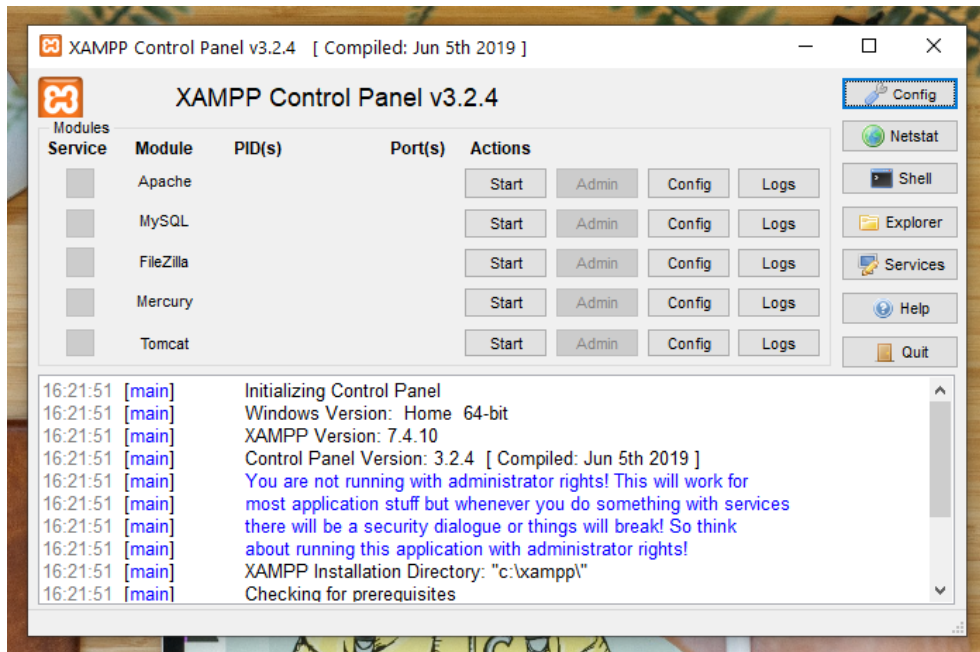 XAMPP Control Panel v3.2.4 [ Compiled: Jun 5th 2019 ]
XAMPP Control Panel v3.2.4
Config
Modules
Netstat
Service Module PID(s) Port(s) Actions
Shell
Apache Start Admin Config Logs
MySQL Start Admin Config Logs
Explorer
FileZilla Start Admin Config Logs
Services
Mercury Start Admin Config Logs
Help
Tomcat Start Admin Config Logs
Quit
16:21:51 [main] Initializing Control Panel
16:21:51 [main] Windows Version: Home 64-bit
16:21:51 [main] XAMPP Version: 7.4.10
16:21:51 [main] Control Panel Version: 3.2.4 [ Compiled: Jun 5th 2019 ]
16:21:51 [main] You are not running with administrator rights! This will work for
16:21:51 [main] most application stuff but whenever you do something with services
16:21:51 [main] there will be a security dialogue or things will break! So think
16:21:51 [main] about running this application with administrator rights!
16:21:51 [main] XAMPP Installation Directory: "c:\xampp\"
16:21:51 [main] Checking for prerequisites